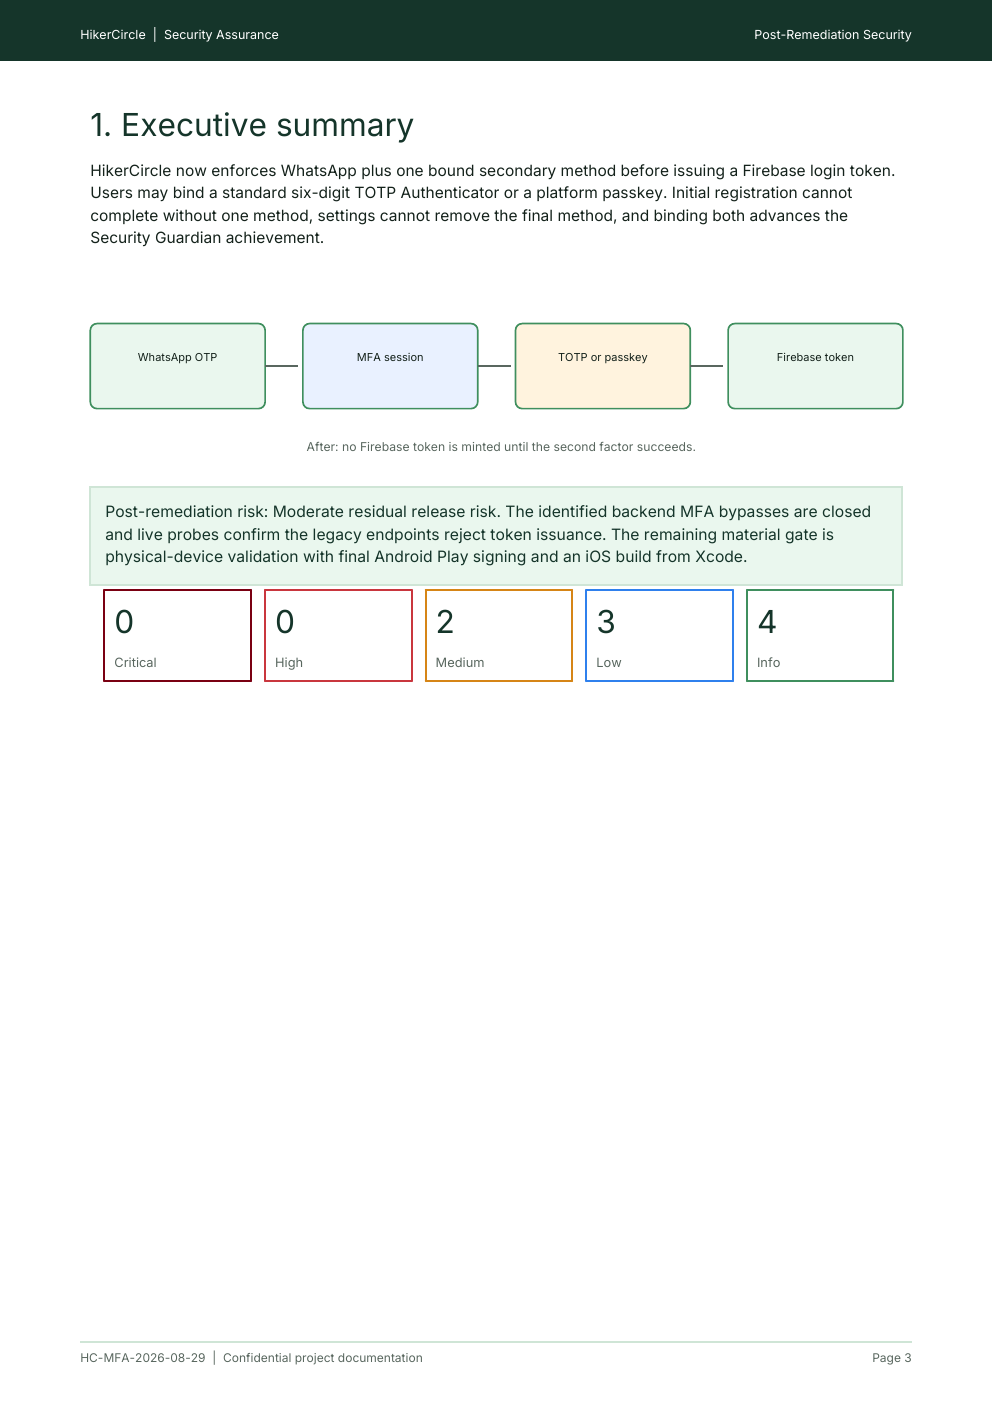 HikerCircle | Security Assurance
Post-Remediation Security
1. Executive summary
HikerCircle now enforces WhatsApp plus one bound secondary method before issuing a Firebase login token.
Users may bind a standard six-digit TOTP Authenticator or a platform passkey. Initial registration cannot
complete without one method, settings cannot remove the final method, and binding both advances the
Security Guardian achievement.
WhatsApp OTP
MFA session
TOTP or passkey
Firebase token
After: no Firebase token is minted until the second factor succeeds.
Post-remediation risk: Moderate residual release risk. The identified backend MFA bypasses are closed
and live probes confirm the legacy endpoints reject token issuance. The remaining material gate is
physical-device validation with final Android Play signing and an iOS build from Xcode.
0
Critical
0
High
2
Medium
3
Low
4
Info
HC-MFA-2026-08-29 | Confidential project documentation
Page 3